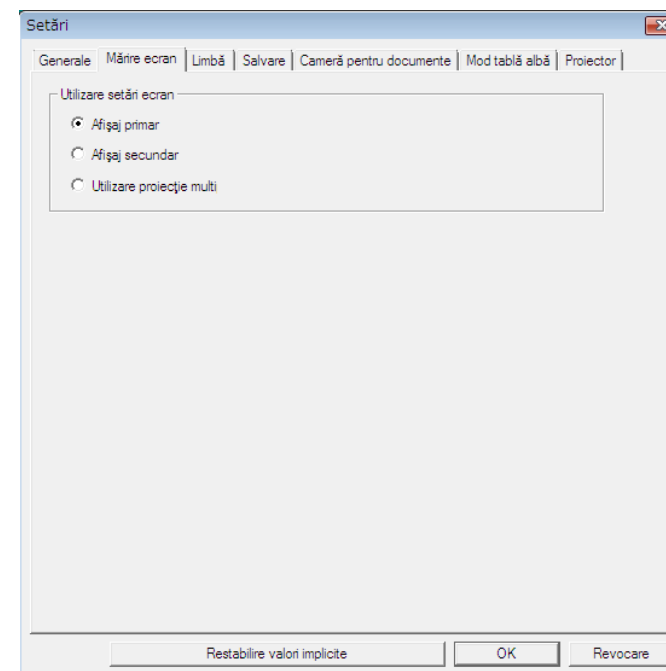 Setări
Generale Mărire ecran Limbă Salvare Cameră pentru documente Mod tablă albă Proiector
Utilizare setări ecran
Afişaj primar
Afişaj secundar
Utilizare proiecţie multi
Restabilire valori implicite OK Revocare